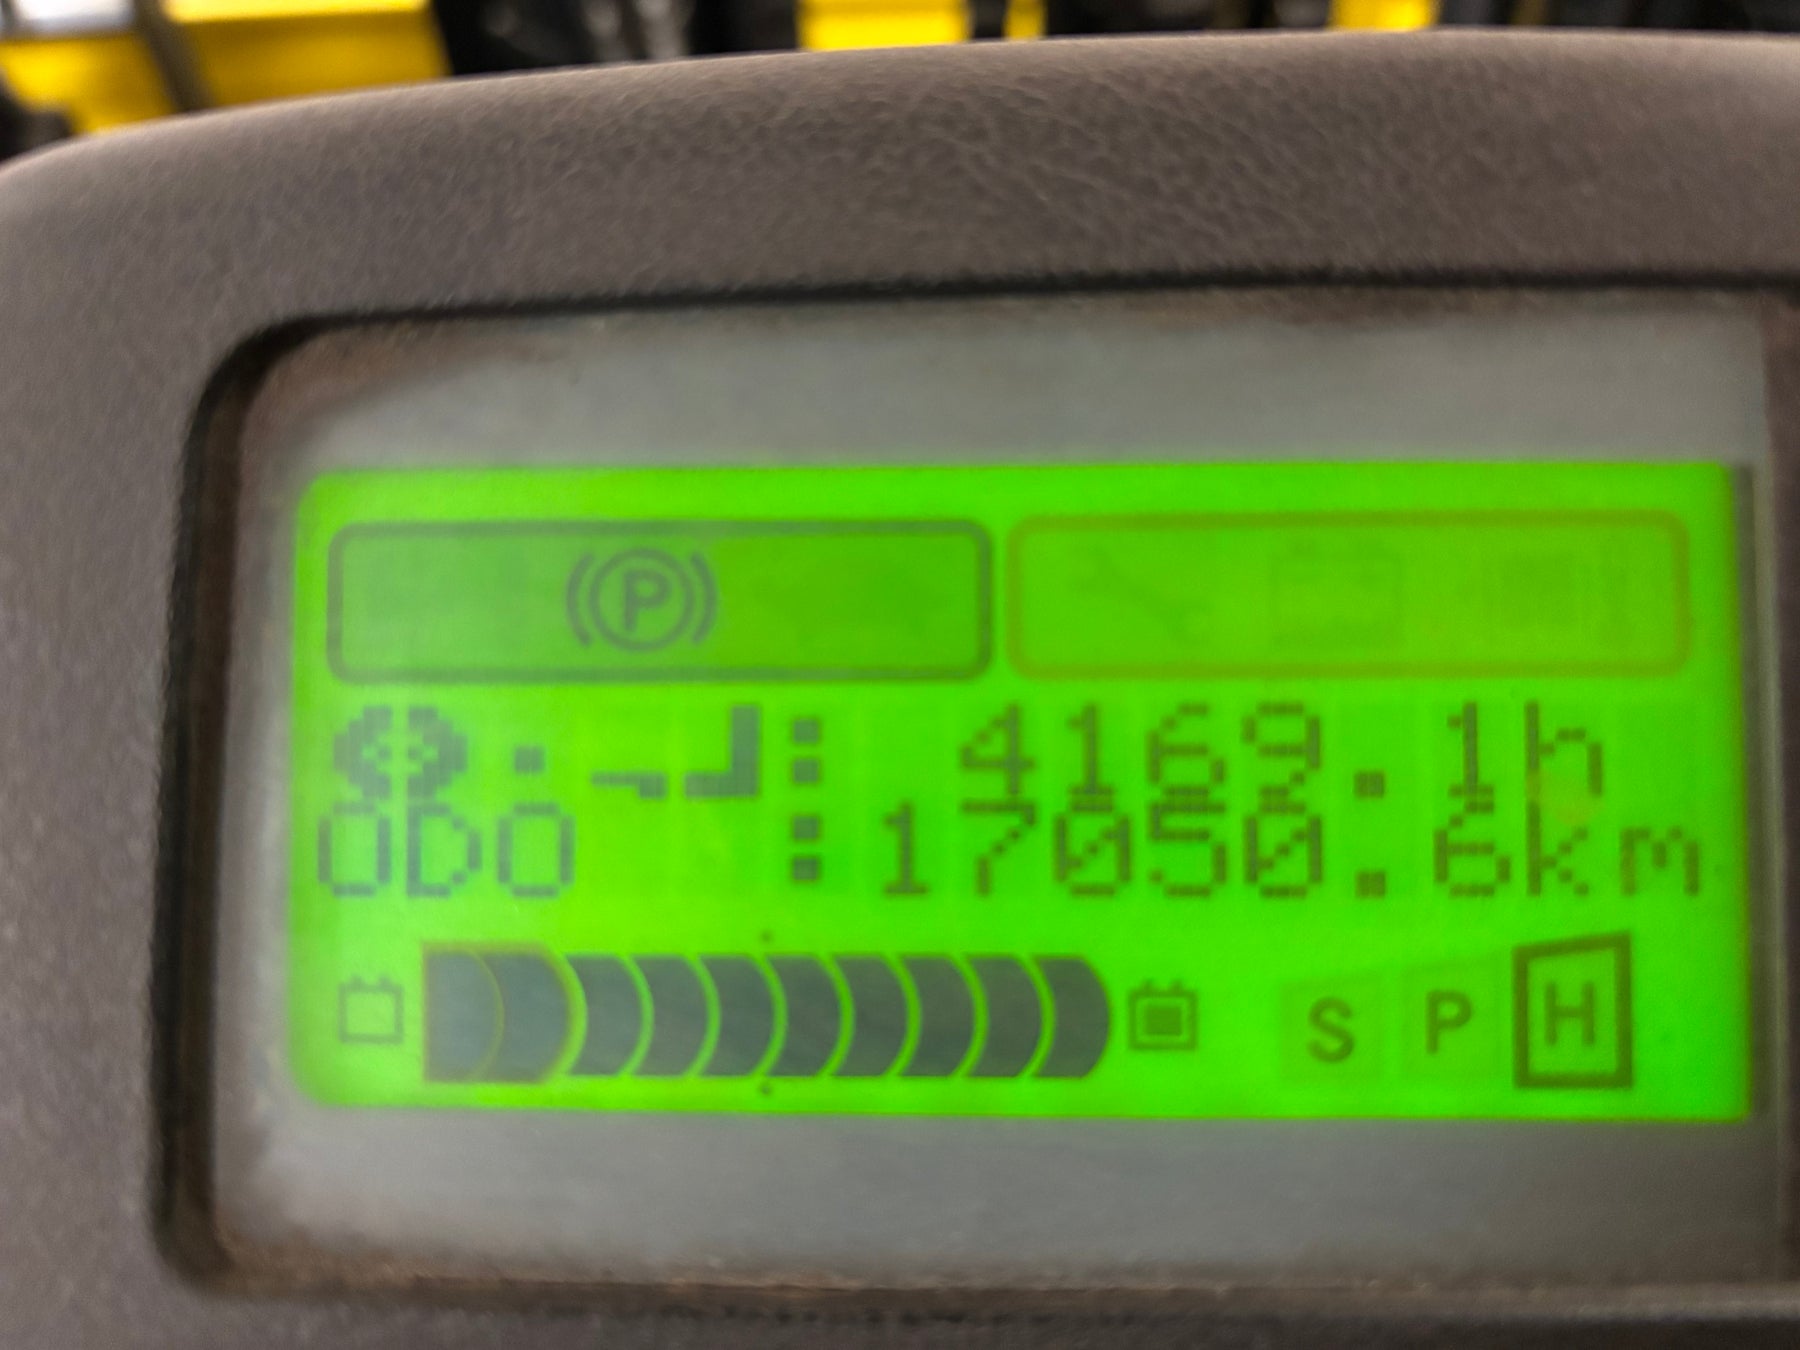 (P)
: 4169.1h
ODO : 17050.6km
S P H